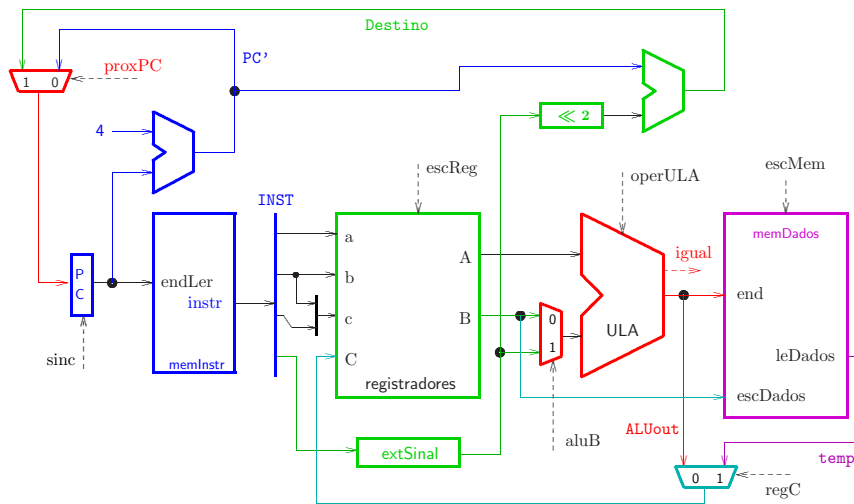 Destino
PC'
proxPC
1 0
4
≪ 2
escReg
operULA
escMem
INST
memDados
P
C
endLer
instr
memInstr
sinc
a
b
c
C
A
B
registradores
0
1
ULA
igual
end
leDados
escDados
aluB
extSinal
ALUout
temp
0 1
regC